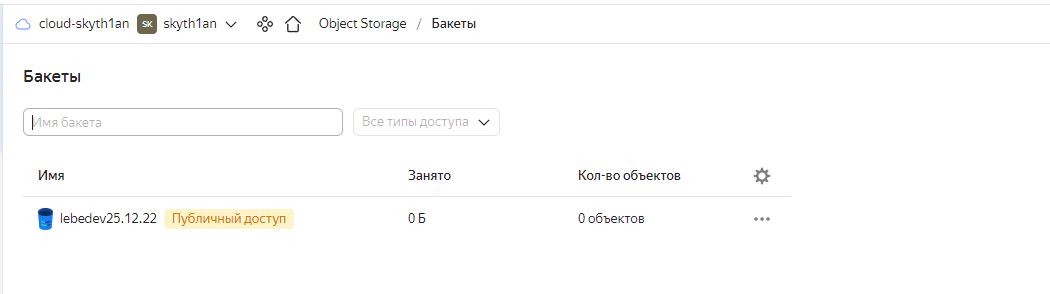 cloud-skyth1an SK skyth1an Object Storage / Бакеты
Бакеты
Имя бакета Все типы доступа
Имя Занято Кол-во объектов
lebedev25.12.22 Публичный доступ 0 Б 0 объектов